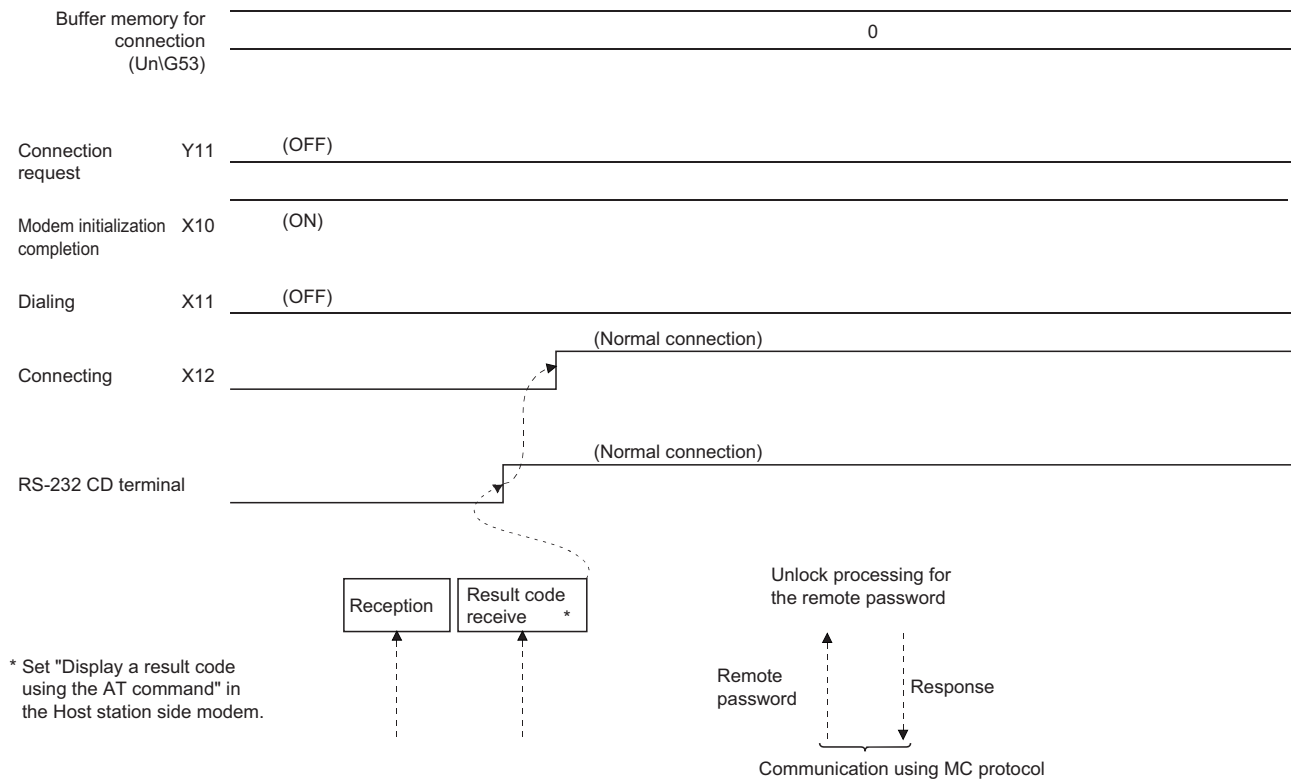 Buffer memory for
connection
(Un\G53)
0
Connection
request
Y11
(OFF)
Modem initialization
completion
X10
(ON)
Dialing
X11
(OFF)
(Normal connection)
Connecting
X12
(Normal connection)
RS-232 CD terminal
Reception
Result code
receive *
Unlock processing for
the remote password
* Set "Display a result code
using the AT command" in
the Host station side modem.
Remote
password
Response
Communication using MC protocol